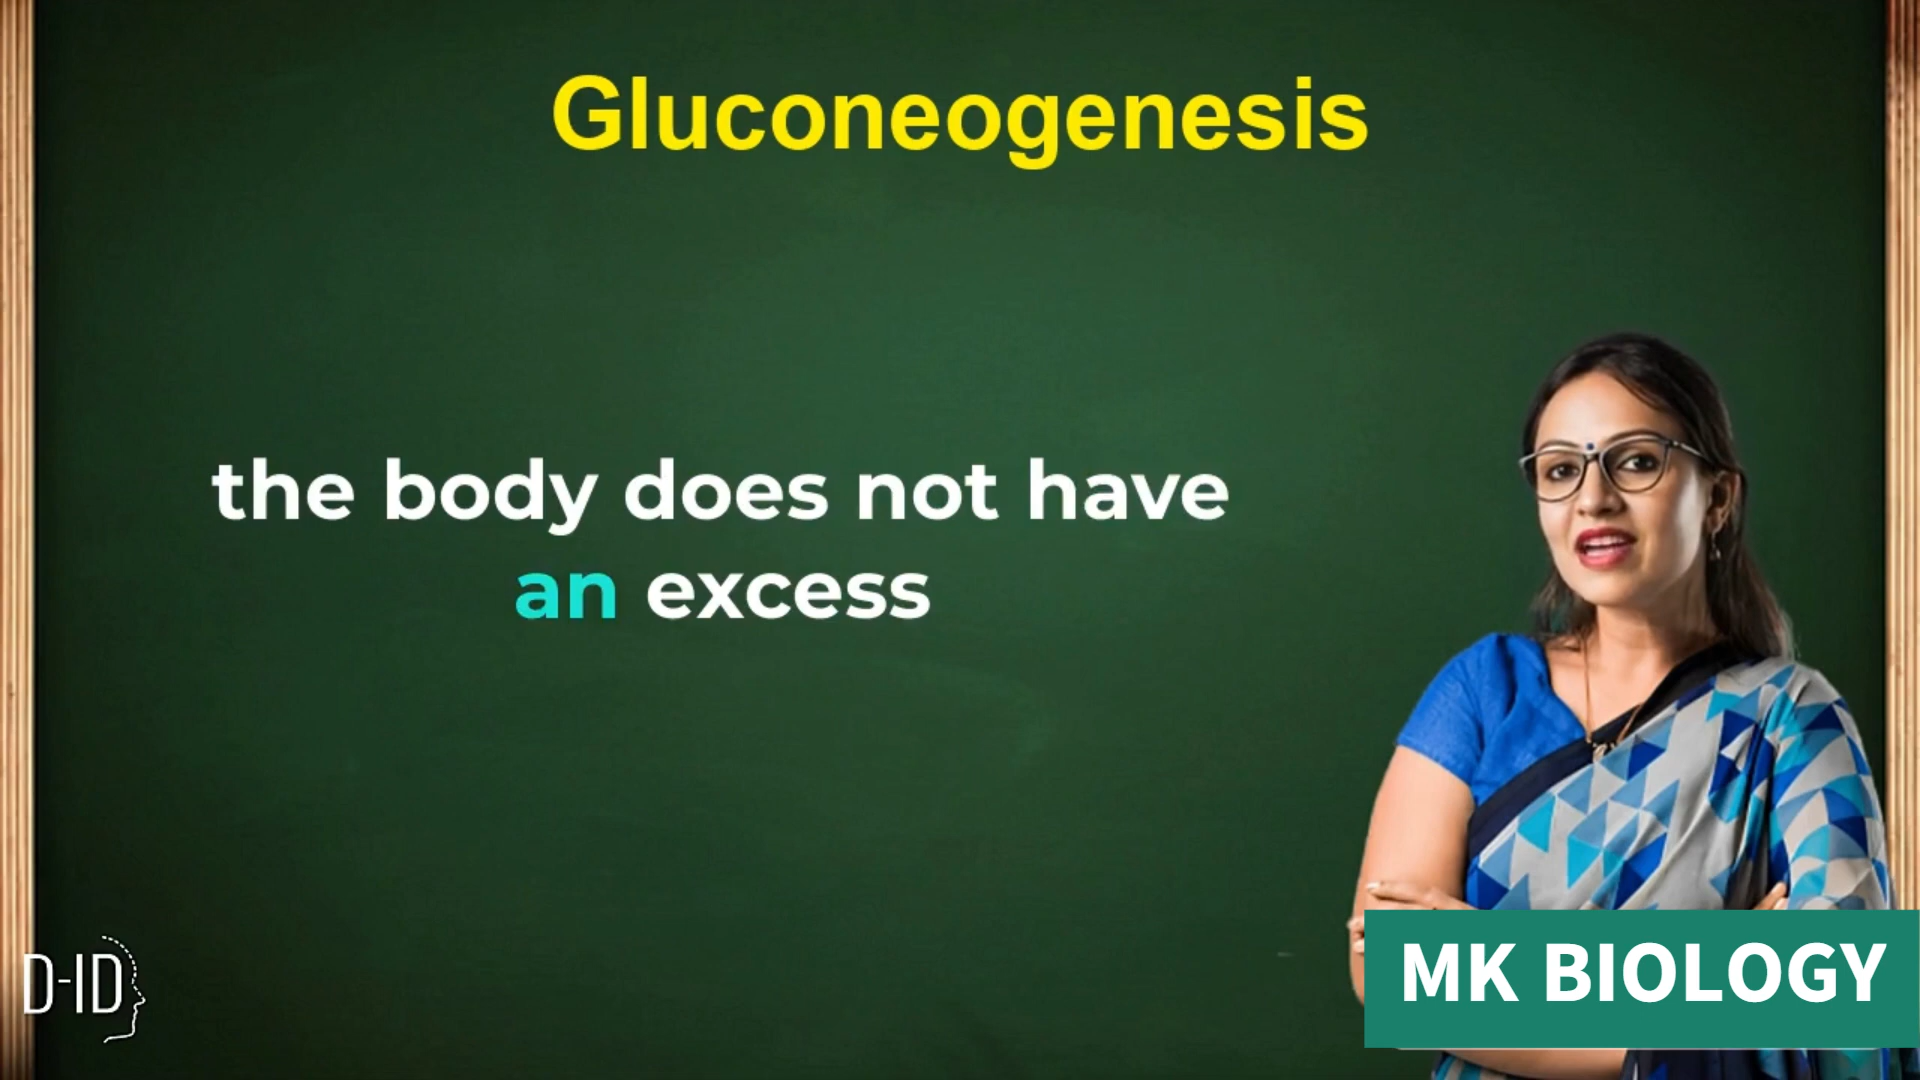 Gluconeogenesis
the body does not have
an excess
D-ID
MK BIOLOGY